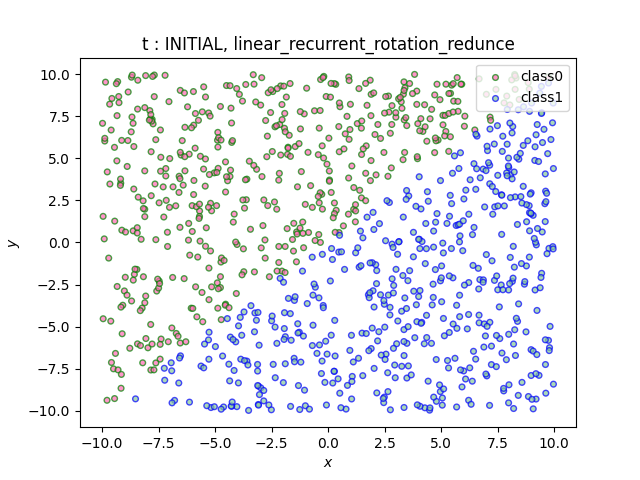 t : INITIAL, linear_recurrent_rotation_redunce
class0
class1
10.0
7.5
5.0
2.5
0.0
−2.5
−5.0
−7.5
−10.0
y
−10.0 −7.5 −5.0 −2.5 0.0 2.5 5.0 7.5 10.0
x